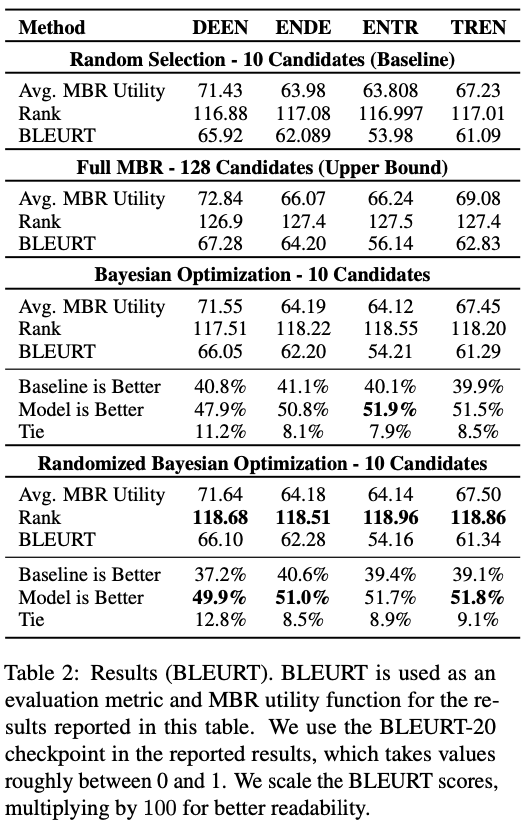 Method DEEN ENDE ENTR TREN
Random Selection - 10 Candidates (Baseline)
Avg. MBR Utility 71.43 63.98 63.808 67.23
Rank 116.88 117.08 116.997 117.01
BLEURT 65.92 62.089 53.98 61.09
Full MBR - 128 Candidates (Upper Bound)
Avg. MBR Utility 72.84 66.07 66.24 69.08
Rank 126.9 127.4 127.5 127.4
BLEURT 67.28 64.20 56.14 62.83
Bayesian Optimization - 10 Candidates
Avg. MBR Utility 71.55 64.19 64.12 67.45
Rank 117.51 118.22 118.55 118.20
BLEURT 66.05 62.20 54.21 61.29
Baseline is Better 40.8% 41.1% 40.1% 39.9%
Model is Better 47.9% 50.8% 51.9% 51.5%
Tie 11.2% 8.1% 7.9% 8.5%
Randomized Bayesian Optimization - 10 Candidates
Avg. MBR Utility 71.64 64.18 64.14 67.50
Rank 118.68 118.51 118.96 118.86
BLEURT 66.10 62.28 54.16 61.34
Baseline is Better 37.2% 40.6% 39.4% 39.1%
Model is Better 49.9% 51.0% 51.7% 51.8%
Tie 12.8% 8.5% 8.9% 9.1%
Table 2: Results (BLEURT). BLEURT is used as an
evaluation metric and MBR utility function for the re-
sults reported in this table. We use the BLEURT-20
checkpoint in the reported results, which takes values
roughly between 0 and 1. We scale the BLEURT scores,
multiplying by 100 for better readability.